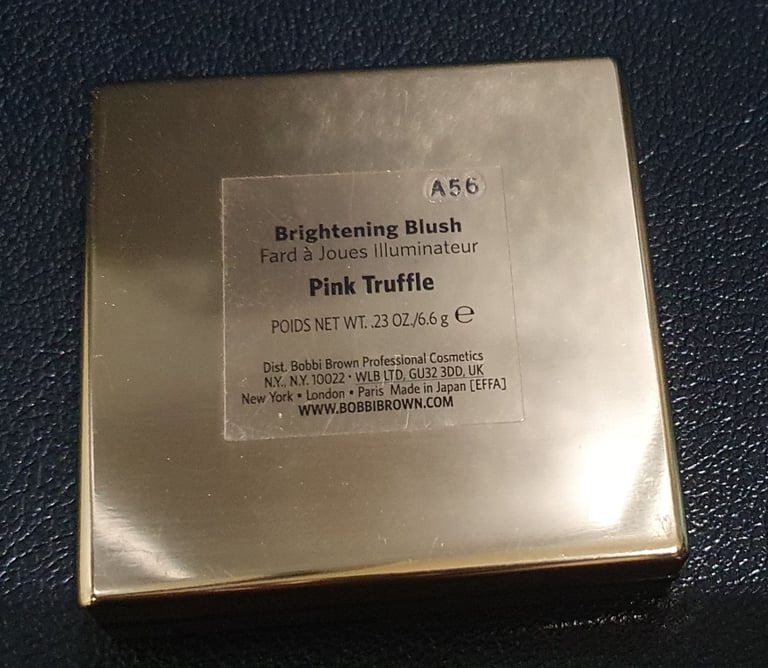 A56
Brightening Blush
Fard à Joues Illuminateur
Pink Truffle
POIDS NET WT. .23 OZ./6.6 g ℮
Dist. Bobbi Brown Professional Cosmetics
N.Y., N.Y. 10022 • WLB LTD, GU32 3DD, UK
New York • London • Paris Made in Japan [EFFA]
WWW.BOBBIBROWN.COM